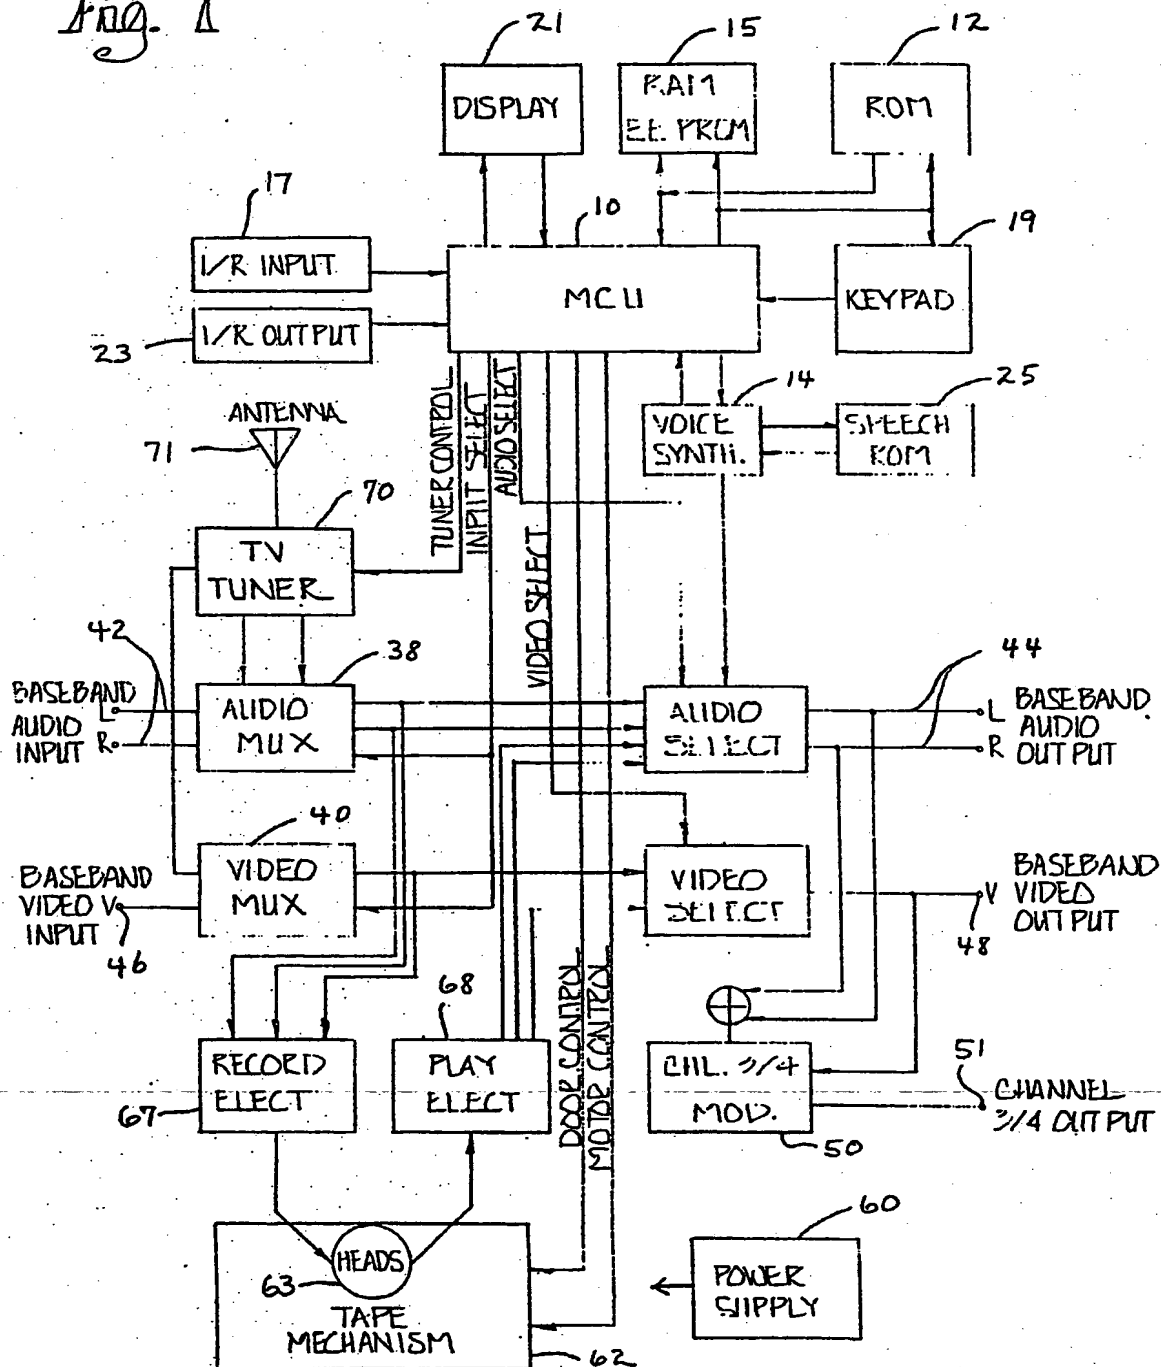 Fig. 1
21
15
12
DISPLAY
RAM
EE PROM
ROM
17
10
19
I/R INPUT
MCU
KEYPAD
I/R OUTPUT
23
14
25
TUNER CONTROL
INPUT SELECT
AUDIO SELECT
VOICE
SYNTH.
SPEECH
ROM
ANTENNA
71
70
TV
TUNER
VIDEO SELECT
42
38
44
BASEBAND
AUDIO
INPUT
L
R
AUDIO
MUX
AUDIO
SELECT
L
R
BASEBAND
AUDIO
OUTPUT
40
BASEBAND
VIDEO V
INPUT
46
VIDEO
MUX
VIDEO
SELECT
V
BASEBAND
VIDEO
OUTPUT
48
68
DOOR CONTROL
MOTOR CONTROL
RECORD
ELECT
67
PLAY
ELECT
CHL. 3/4
MOD.
50
51
CHANNEL
3/4 OUTPUT
HEADS
63
TAPE
MECHANISM
62
60
POWER
SUPPLY